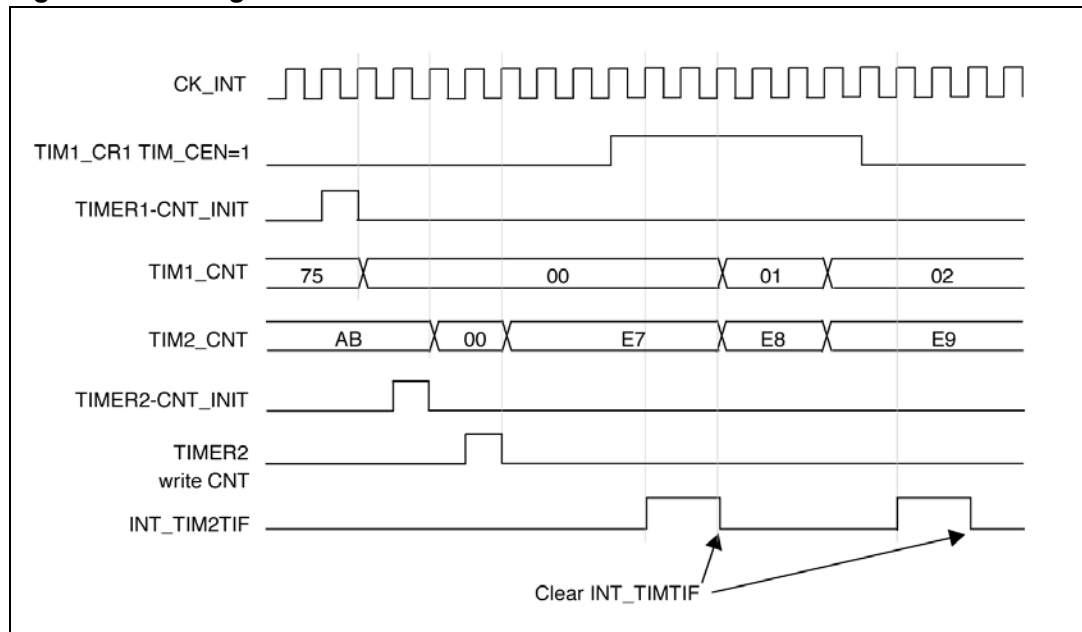 CK_INT
TIM1_CR1 TIM_CEN=1
TIMER1-CNT_INIT
TIM1_CNT 75 00 01 02
TIM2_CNT AB 00 E7 E8 E9
TIMER2-CNT_INIT
TIMER2
write CNT
INT_TIM2TIF
Clear INT_TIMTIF